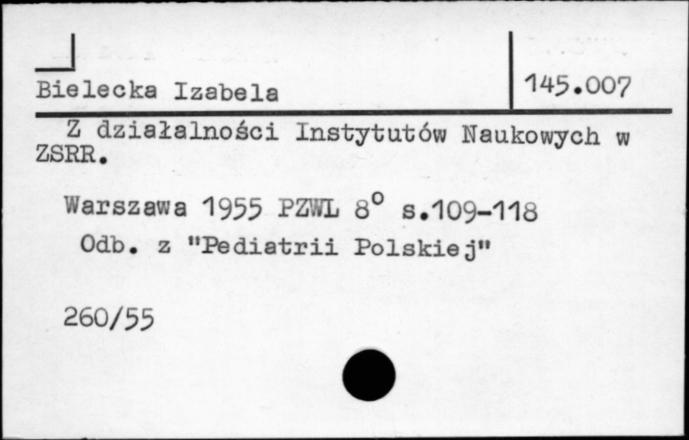 Bielecka Izabela
145.007
Z działalności Instytutów Naukowych w
ZSRR.
Warszawa 1955 PZWL 8° s.109-118
Odb. z "Pediatrii Polskiej"
260/55